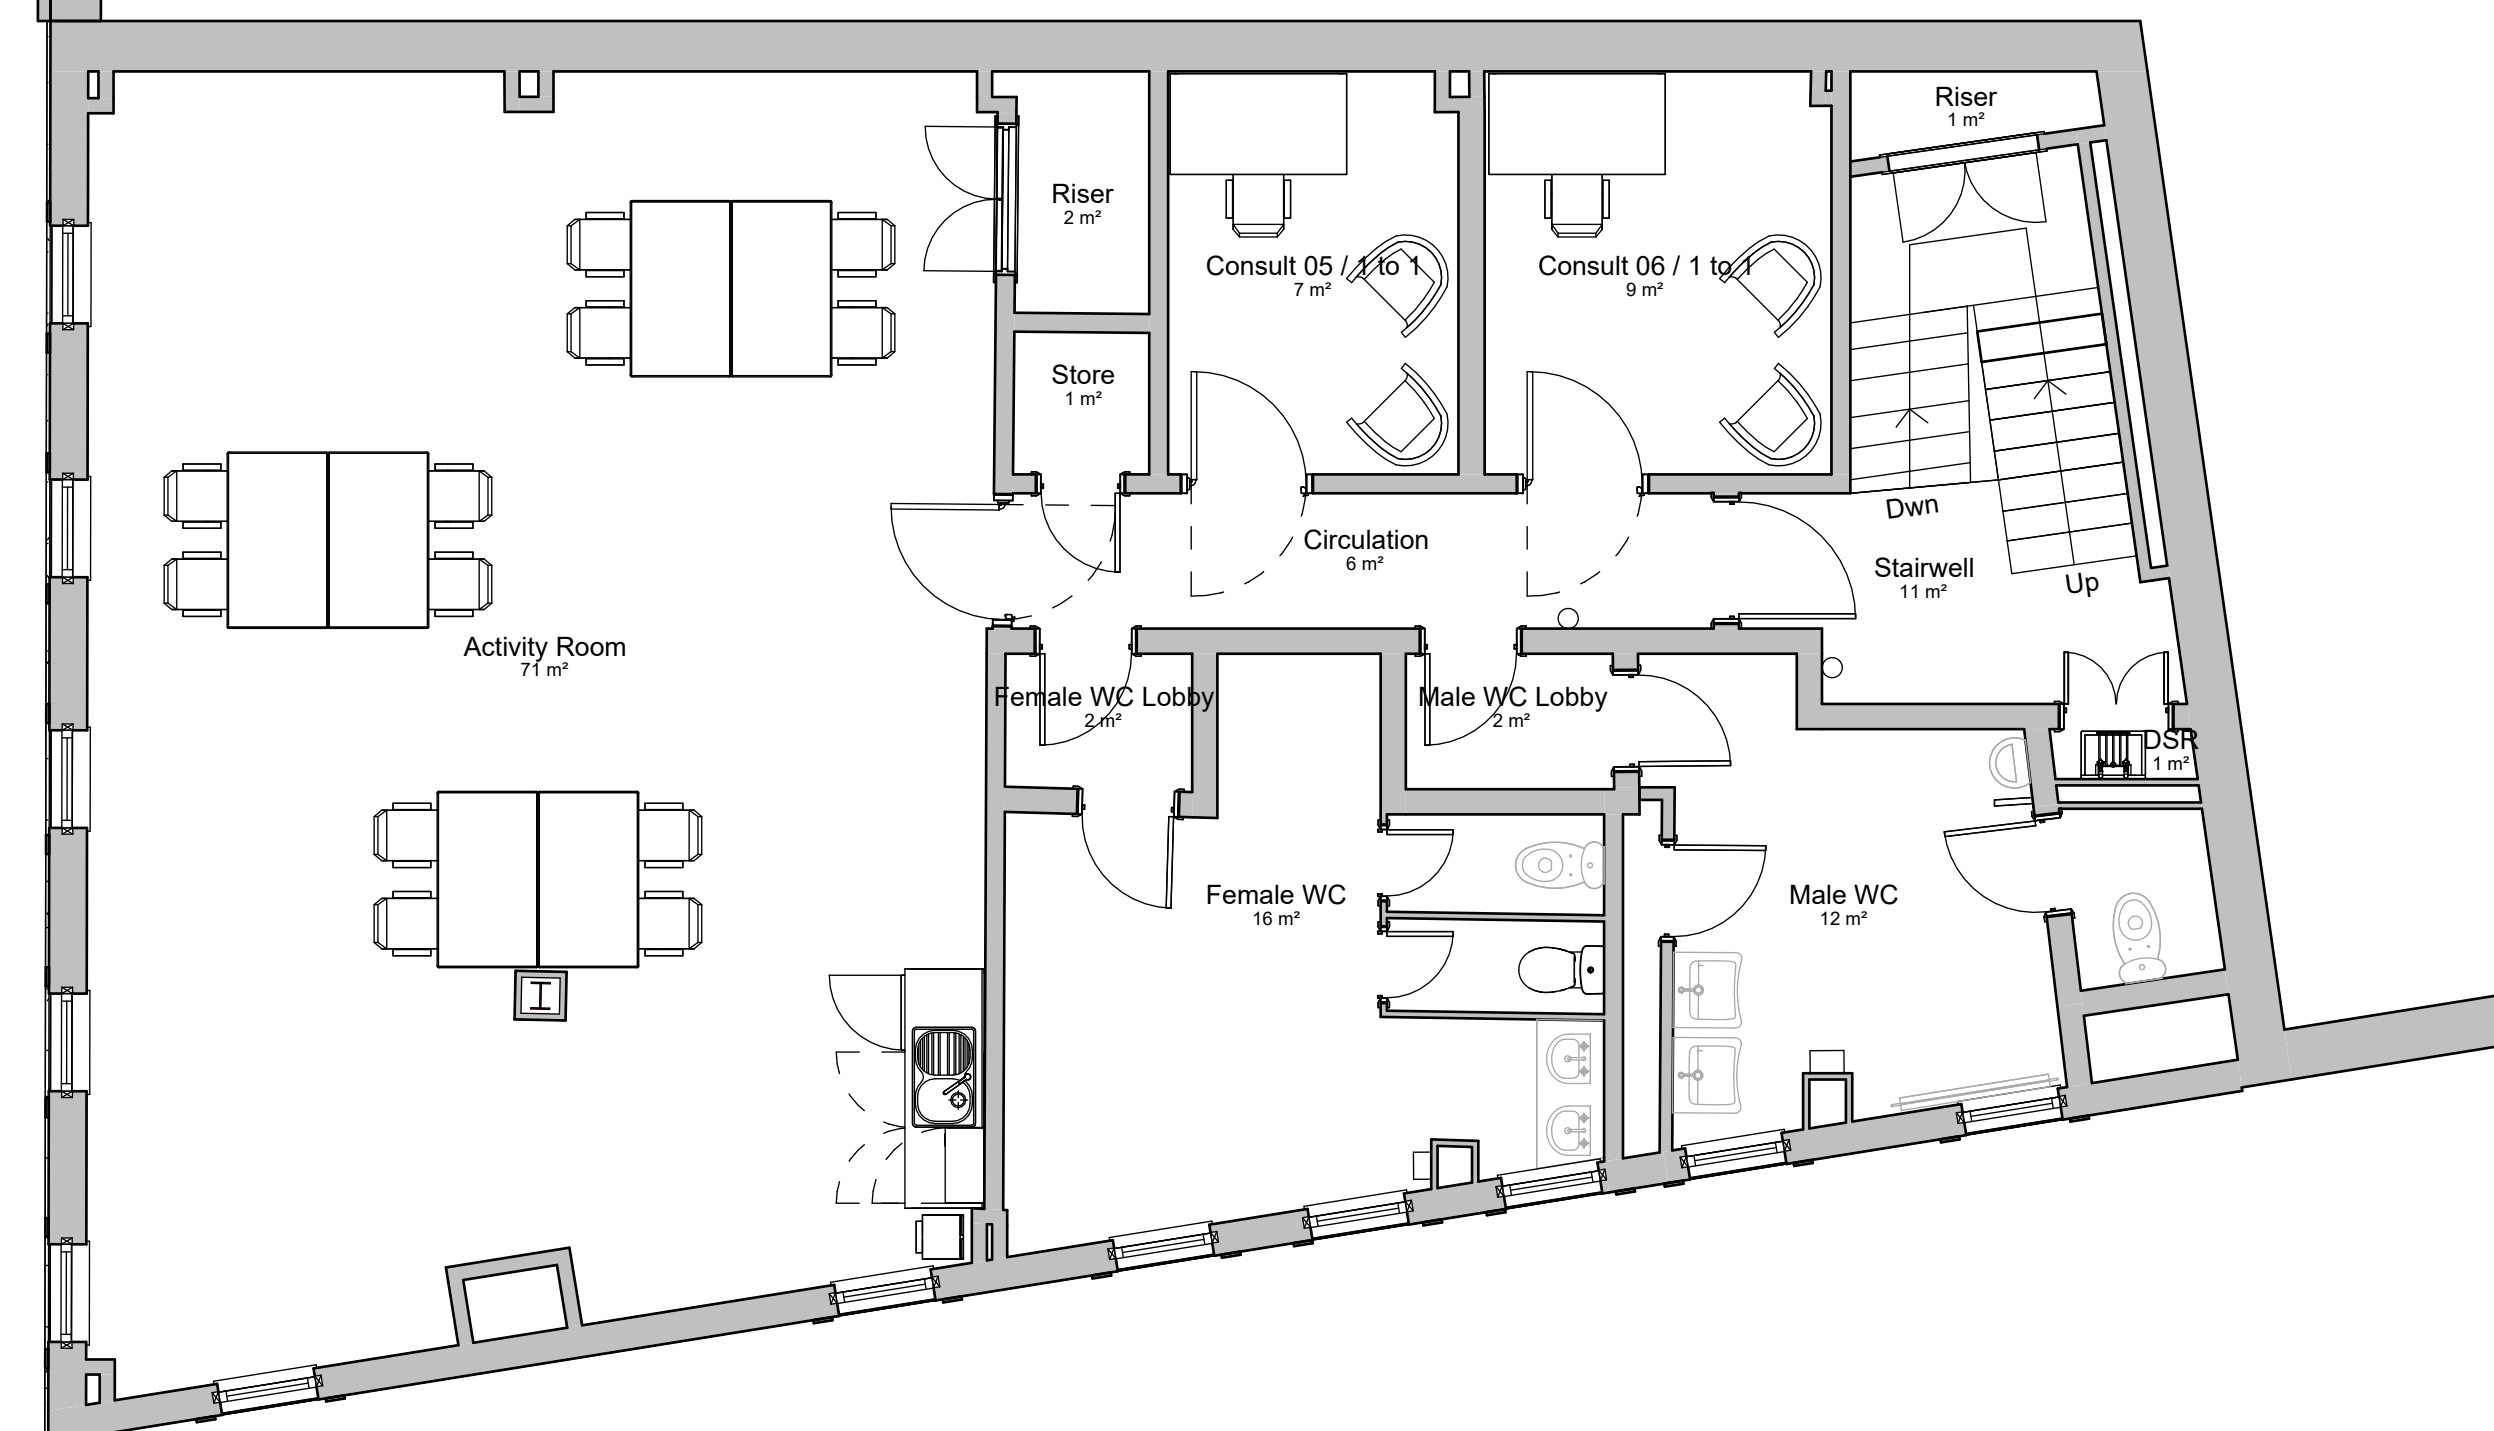 Riser
1 m²
Riser
2 m²
Consult 05 / 1 to 1
7 m²
Consult 06 / 1 to 1
9 m²
Store
1 m²
Dwn
Circulation
6 m²
Stairwell
11 m²
Up
Activity Room
71 m²
Female WC Lobby
2 m²
Male WC Lobby
2 m²
DSR
1 m²
Female WC
16 m²
Male WC
12 m²